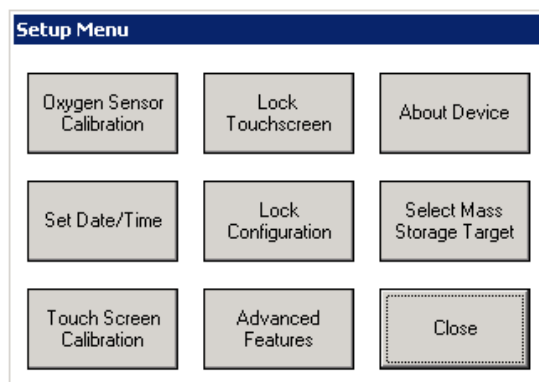 Setup Menu
Oxygen Sensor
Calibration
Lock
Touchscreen
About Device
Set Date/Time
Lock
Configuration
Select Mass
Storage Target
Touch Screen
Calibration
Advanced
Features
Close